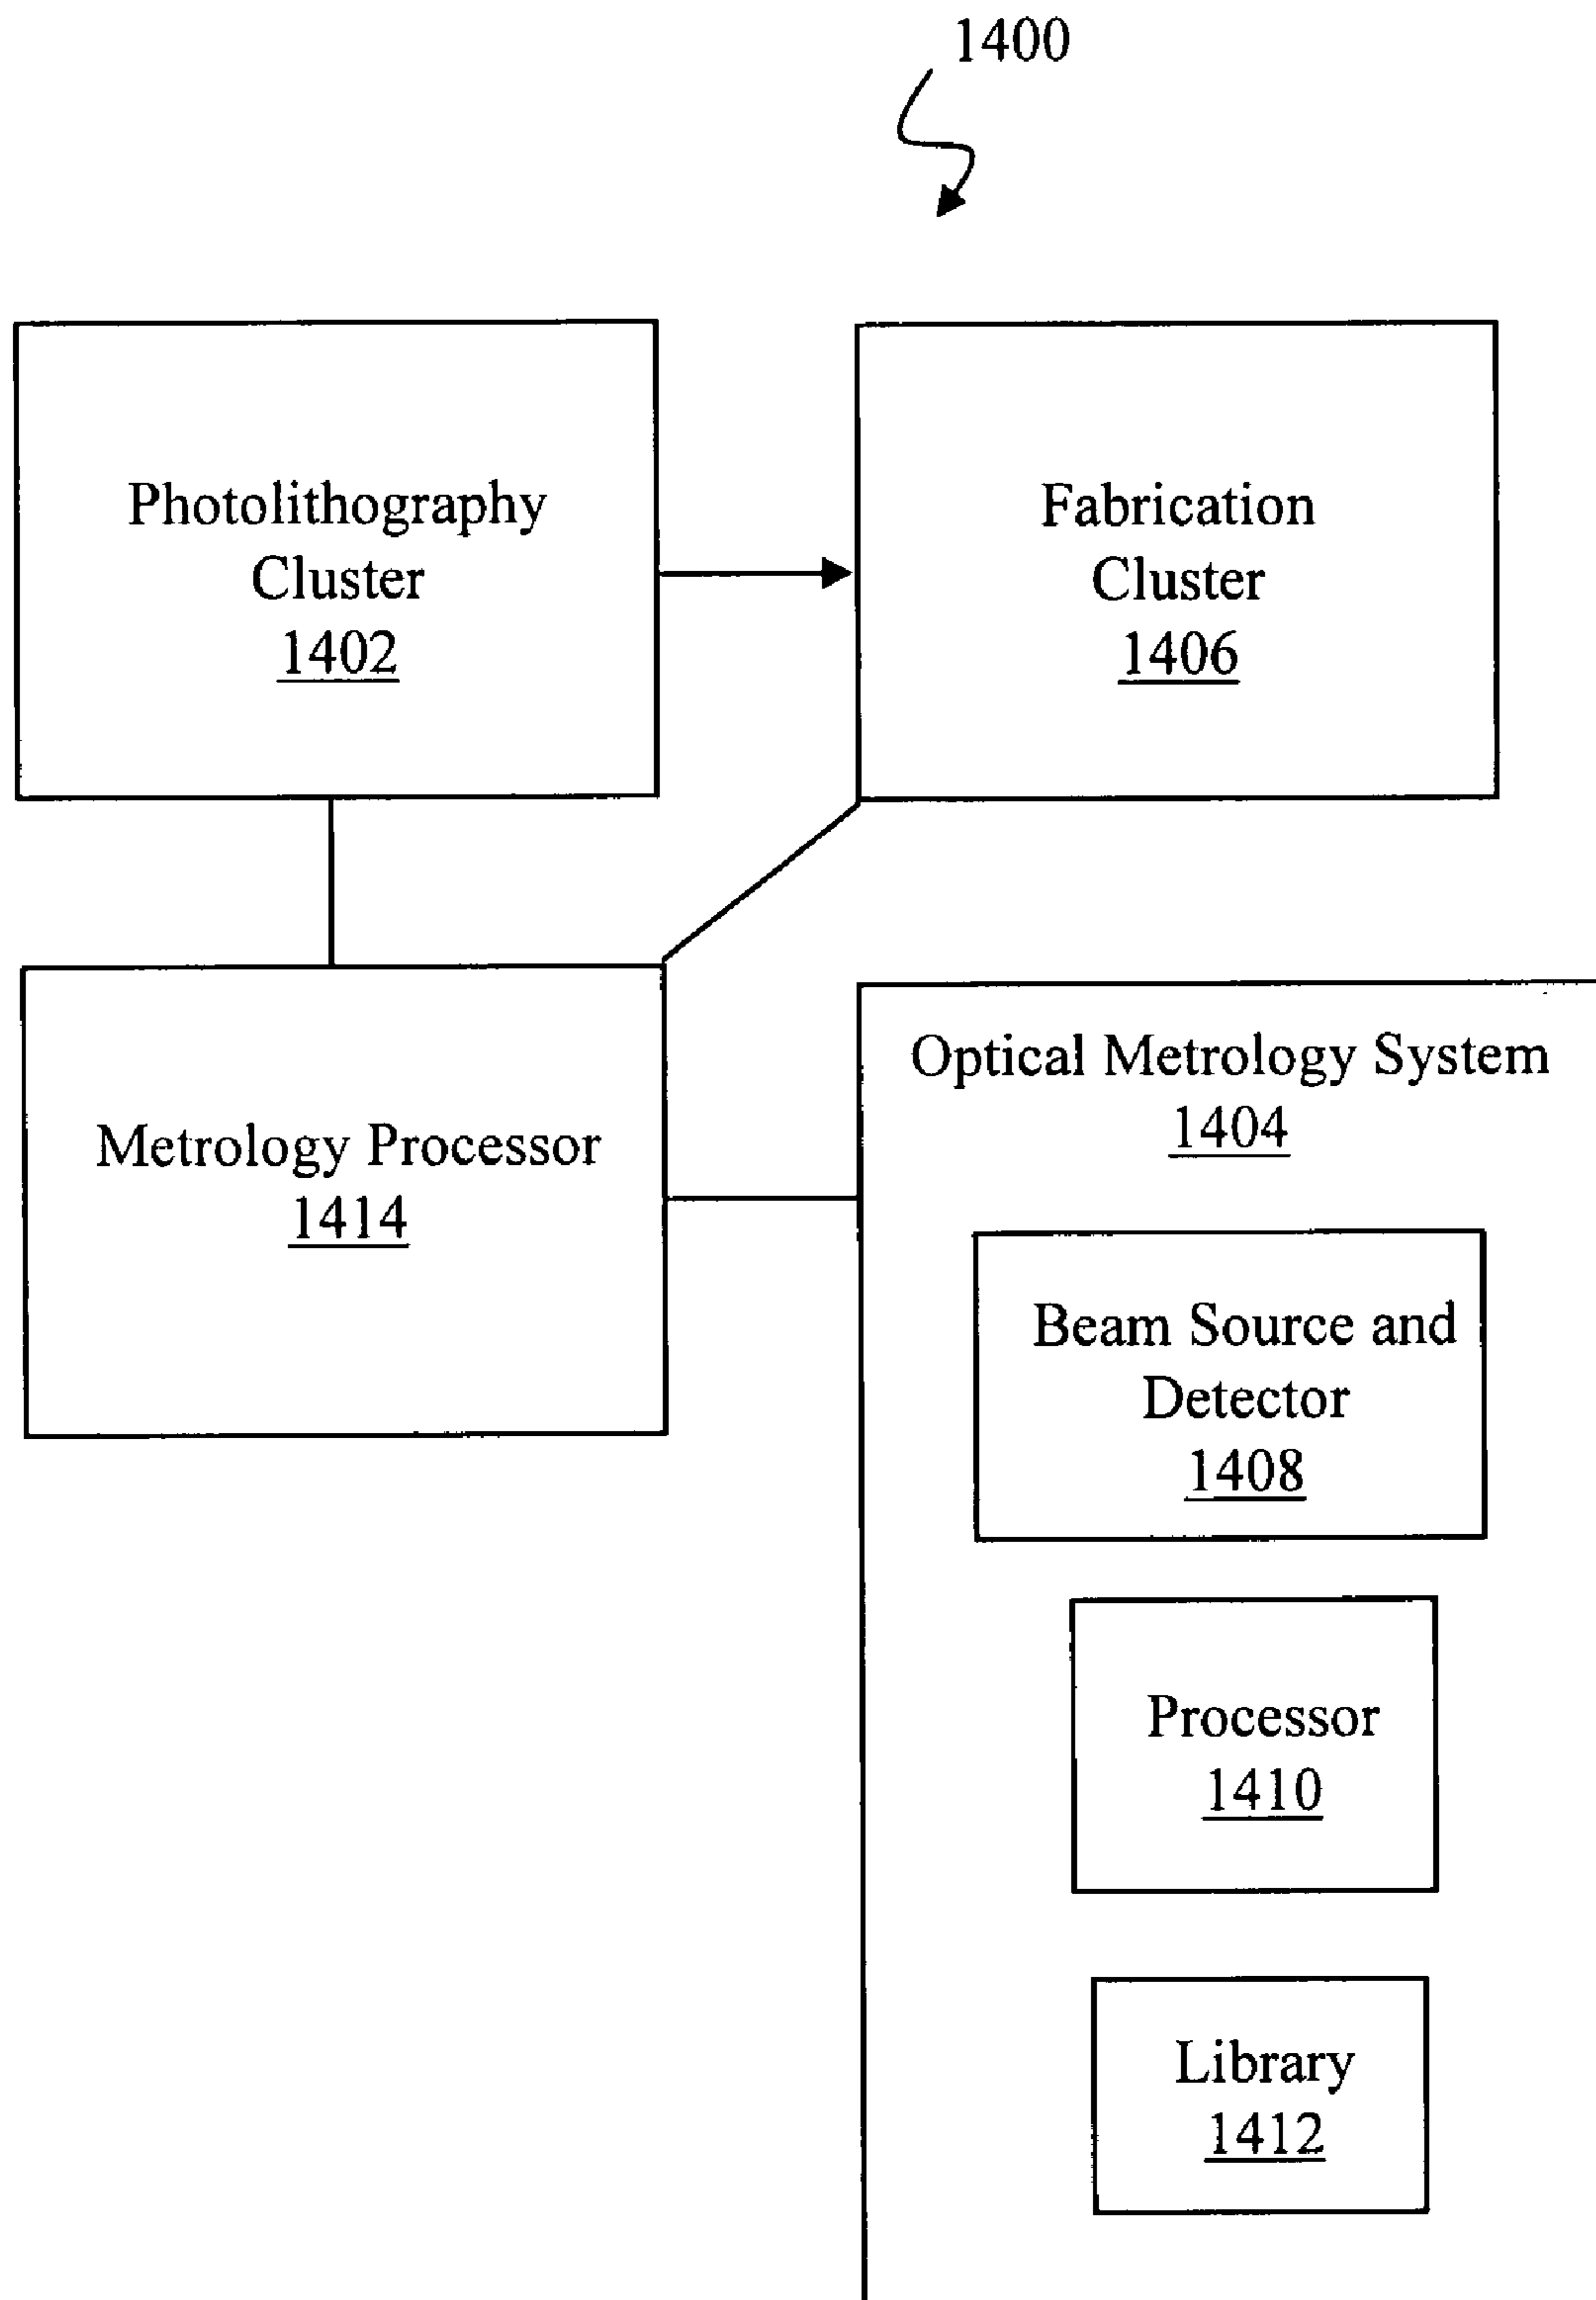 1400
Photolithography
Cluster
1402
Fabrication
Cluster
1406
Metrology Processor
1414
Optical Metrology System
1404
Beam Source and
Detector
1408
Processor
1410
Library
1412